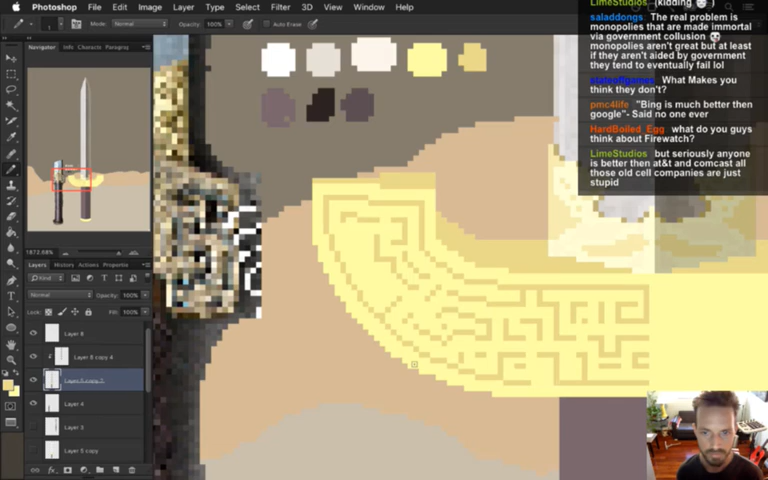 Photoshop File Edit Image Layer Type Select Filter 3D View Window Help
Mode: Normal Opacity: 100% Auto Erase
Navigator Info Characte Paragrap
1872.68%
Layers History Actions Propertie
Kind
Normal Opacity: 100%
Lock: Fill: 100%
Layer 8
Layer 8 copy 4
Layer 4
Layer 3
Layer 5 copy
LimeStudios (kidding )
saladdongs: The real problem is
monopolies that are made immortal
via government collusion
monopolies aren't great but at least
if they aren't aided by government
they tend to eventually fail lol
What Makes you
think they don't?
pmc4life "Bing is much better then
google"- Said no one ever
HardBoiled_Egg what do you guys
think about Firewatch?
LimeStudios but seriously anyone
is better then at&t and comcast all
those old cell companies are just
stupid